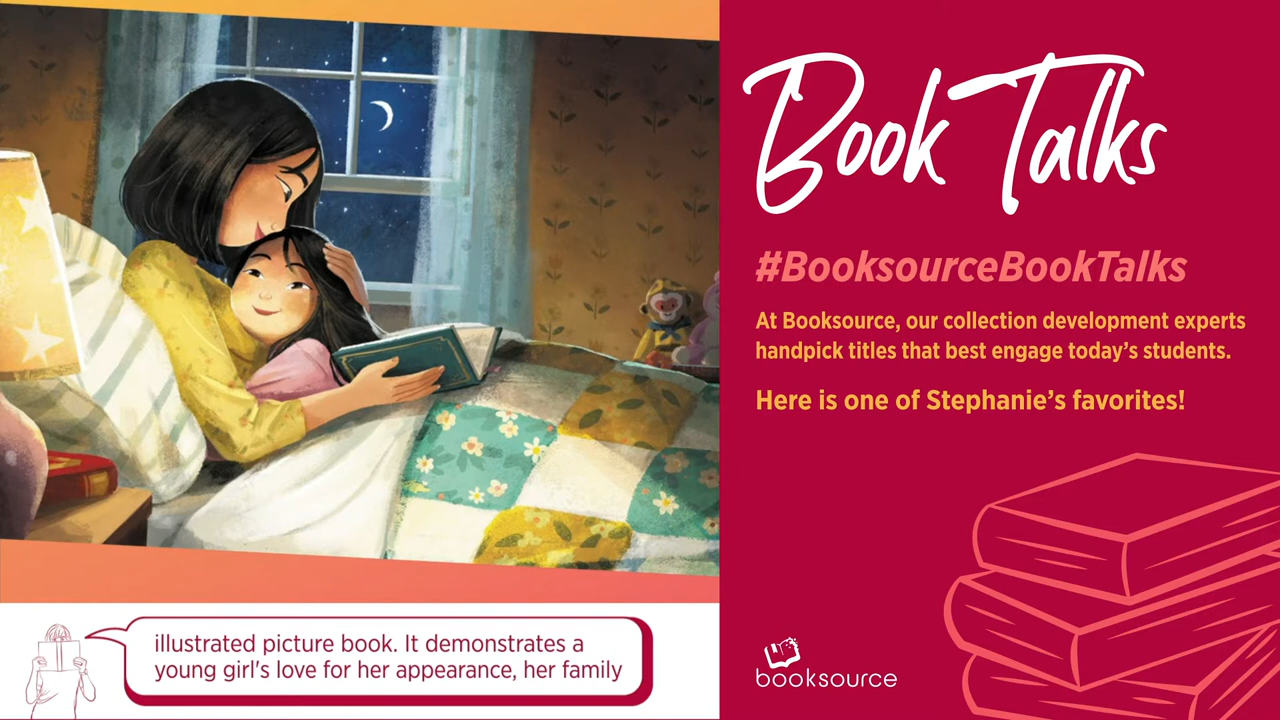 Book Talks
#BooksourceBookTalks
At Booksource, our collection development experts
handpick titles that best engage today's students.
Here is one of Stephanie's favorites!
illustrated picture book. It demonstrates a
young girl's love for her appearance, her family
booksource